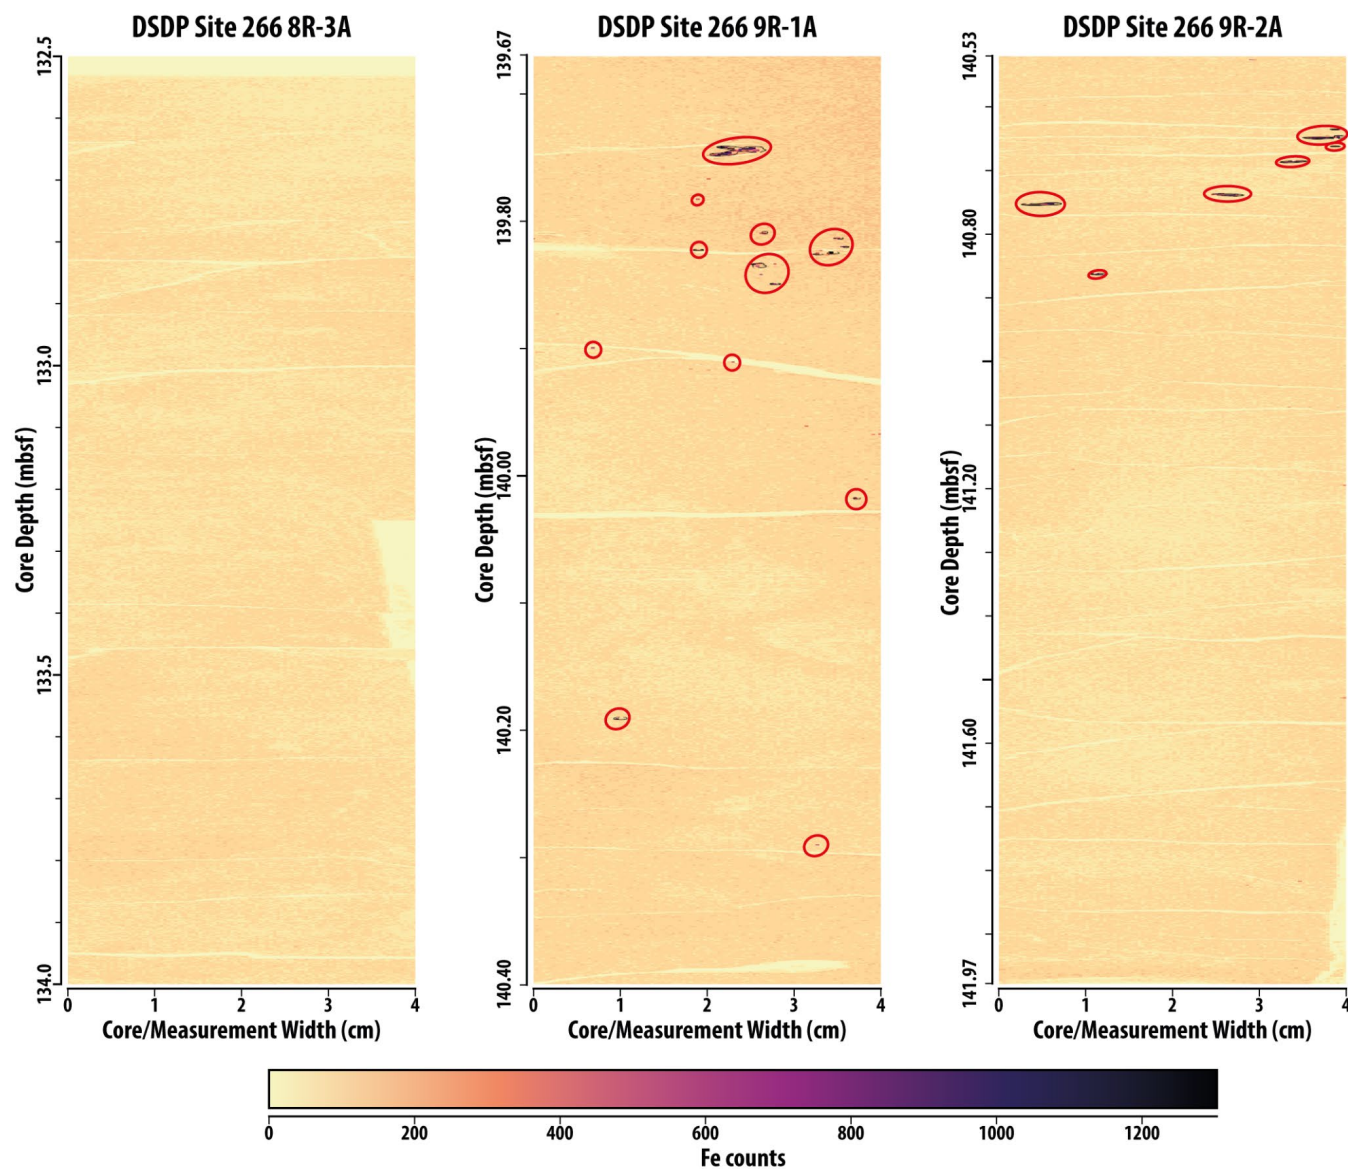 DSDP Site 266 8R-3A
DSDP Site 266 9R-1A
DSDP Site 266 9R-2A
132.5
133.0
133.5
134.0
Core Depth (mbsf)
0 1 2 3 4
Core/Measurement Width (cm)
139.67
139.80
140.00
140.20
140.40
Core Depth (mbsf)
0 1 2 3 4
Core/Measurement Width (cm)
140.53
140.80
141.20
141.60
141.97
Core Depth (mbsf)
0 1 2 3 4
Core/Measurement Width (cm)
0 200 400 600 800 1000 1200
Fe counts